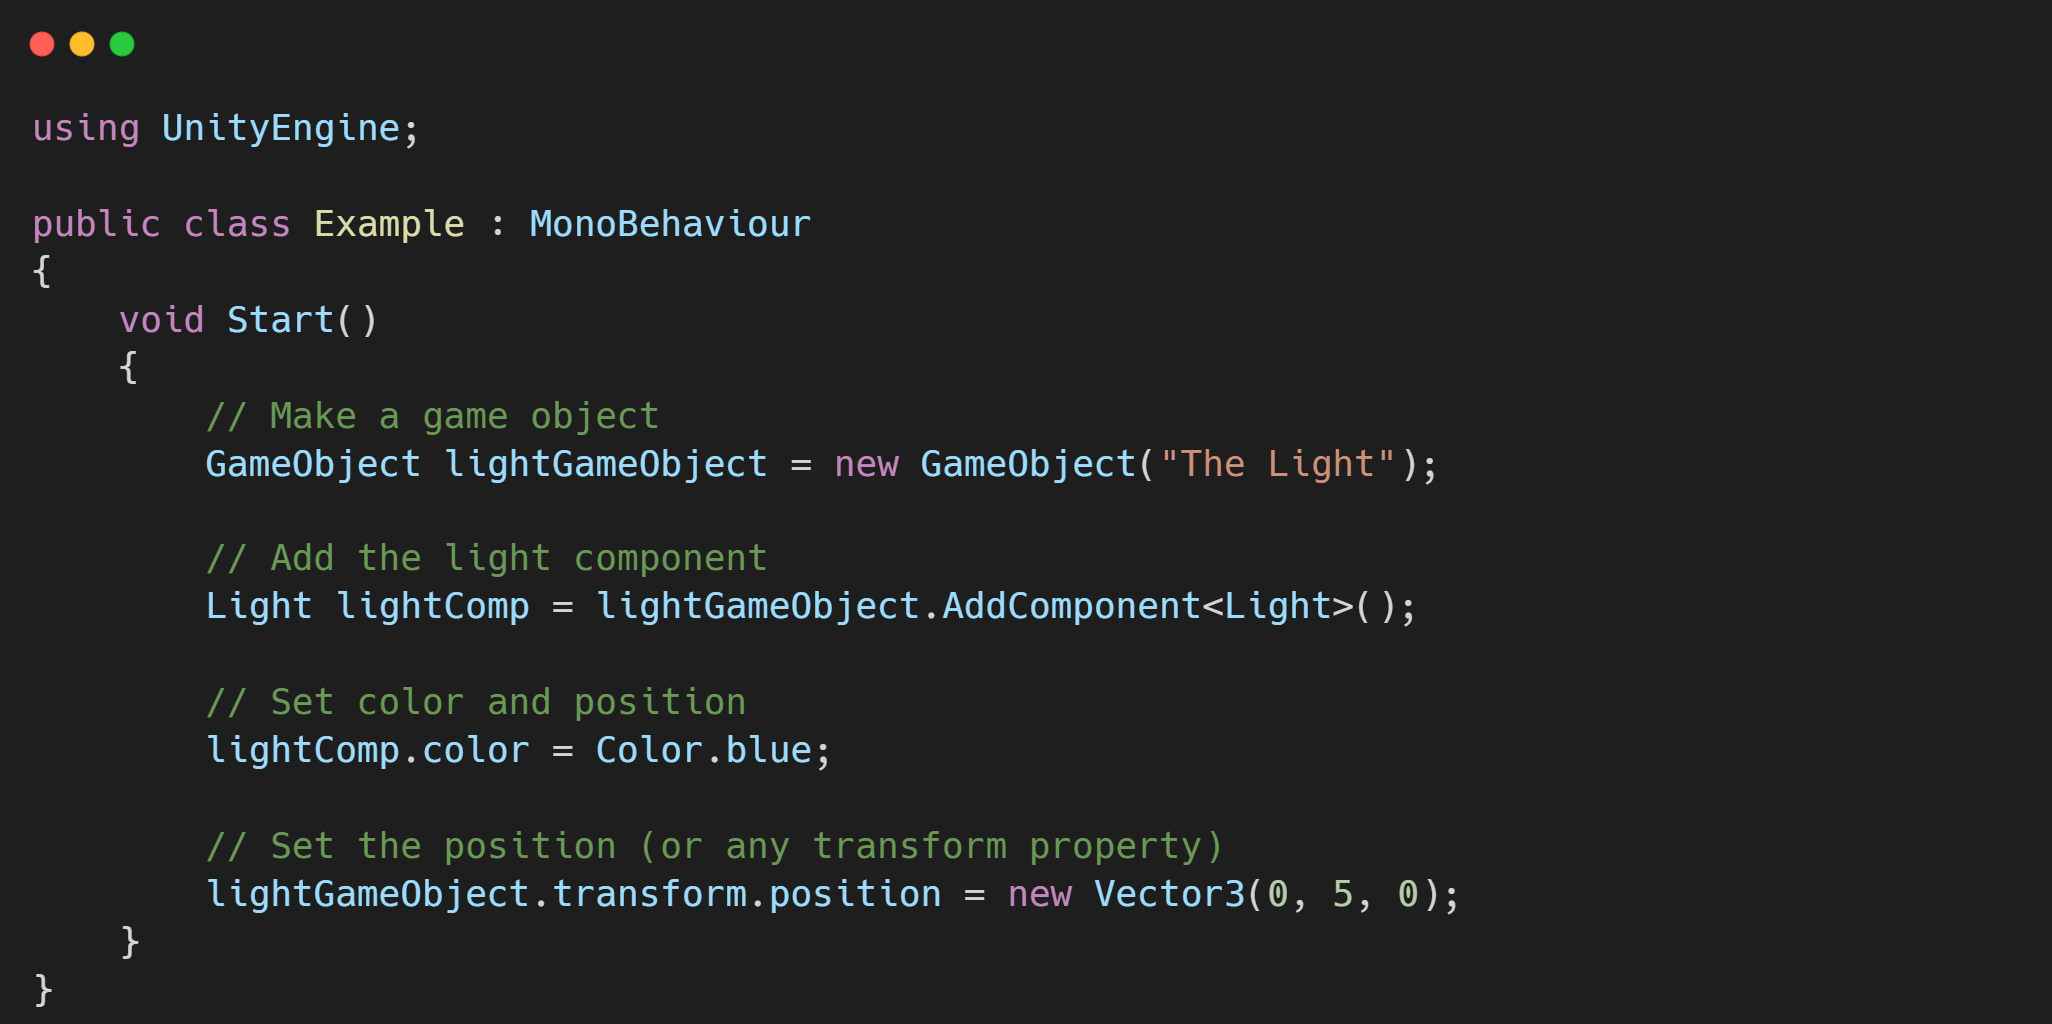 using UnityEngine;

public class Example : MonoBehaviour
{
    void Start()
    {
        // Make a game object
        GameObject lightGameObject = new GameObject("The Light");

        // Add the light component
        Light lightComp = lightGameObject.AddComponent<Light>();

        // Set color and position
        lightComp.color = Color.blue;

        // Set the position (or any transform property)
        lightGameObject.transform.position = new Vector3(0, 5, 0);
    }
}